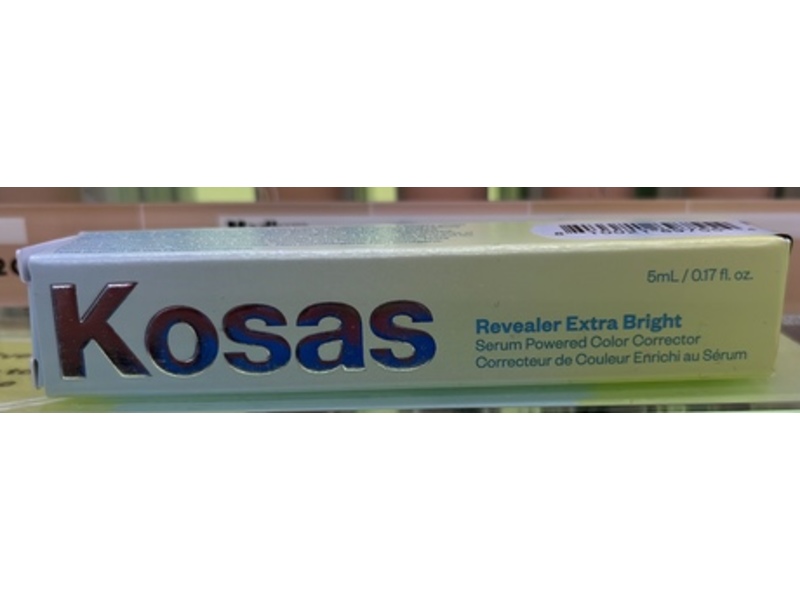 Kosas
5mL / 0.17 fl. oz.
Revealer Extra Bright
Serum Powered Color Corrector
Correcteur de Couleur Enrichi au Sérum